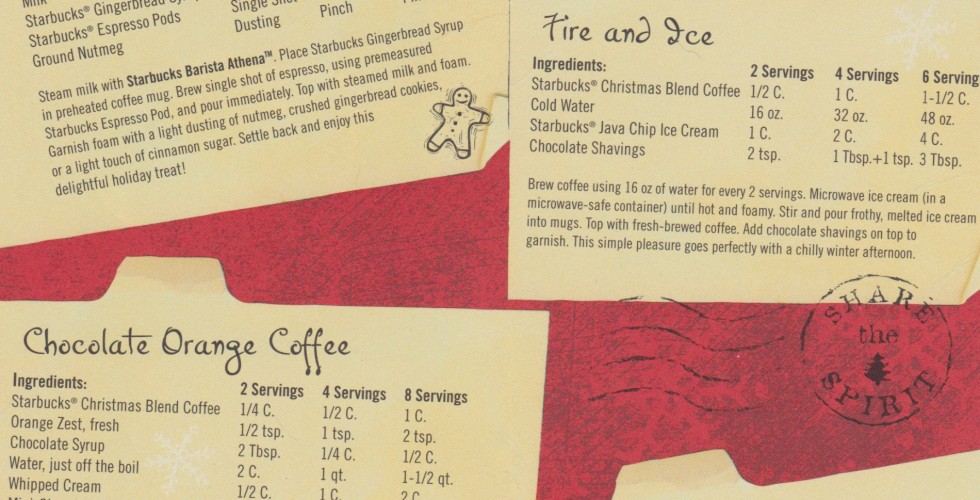 Milk
Starbucks® Gingerbread Syrup
Starbucks® Espresso Pods Single Shot
Ground Nutmeg Dusting Pinch
Steam milk with Starbucks Barista Athena™. Place Starbucks Gingerbread Syrup
in preheated coffee mug. Brew single shot of espresso, using premeasured
Starbucks Espresso Pod, and pour immediately. Top with steamed milk and foam.
Garnish foam with a light dusting of nutmeg, crushed gingerbread cookies,
or a light touch of cinnamon sugar. Settle back and enjoy this
delightful holiday treat!
Fire and Ice
Ingredients: 2 Servings 4 Servings 6 Serving
Starbucks® Christmas Blend Coffee 1/2 C. 1 C. 1-1/2 C.
Cold Water 16 oz. 32 oz. 48 oz.
Starbucks® Java Chip Ice Cream 1 C. 2 C. 4 C.
Chocolate Shavings 2 tsp. 1 Tbsp.+1 tsp. 3 Tbsp.
Brew coffee using 16 oz of water for every 2 servings. Microwave ice cream (in a
microwave-safe container) until hot and foamy. Stir and pour frothy, melted ice cream
into mugs. Top with fresh-brewed coffee. Add chocolate shavings on top to
garnish. This simple pleasure goes perfectly with a chilly winter afternoon.
SHARE
the
SPIRIT
Chocolate Orange Coffee
Ingredients: 2 Servings 4 Servings 8 Servings
Starbucks® Christmas Blend Coffee 1/4 C. 1/2 C. 1 C.
Orange Zest, fresh 1/2 tsp. 1 tsp. 2 tsp.
Chocolate Syrup 2 Tbsp. 1/4 C. 1/2 C.
Water, just off the boil 2 C. 1 qt. 1-1/2 qt.
Whipped Cream 1/2 C. 1 C. 2 C.